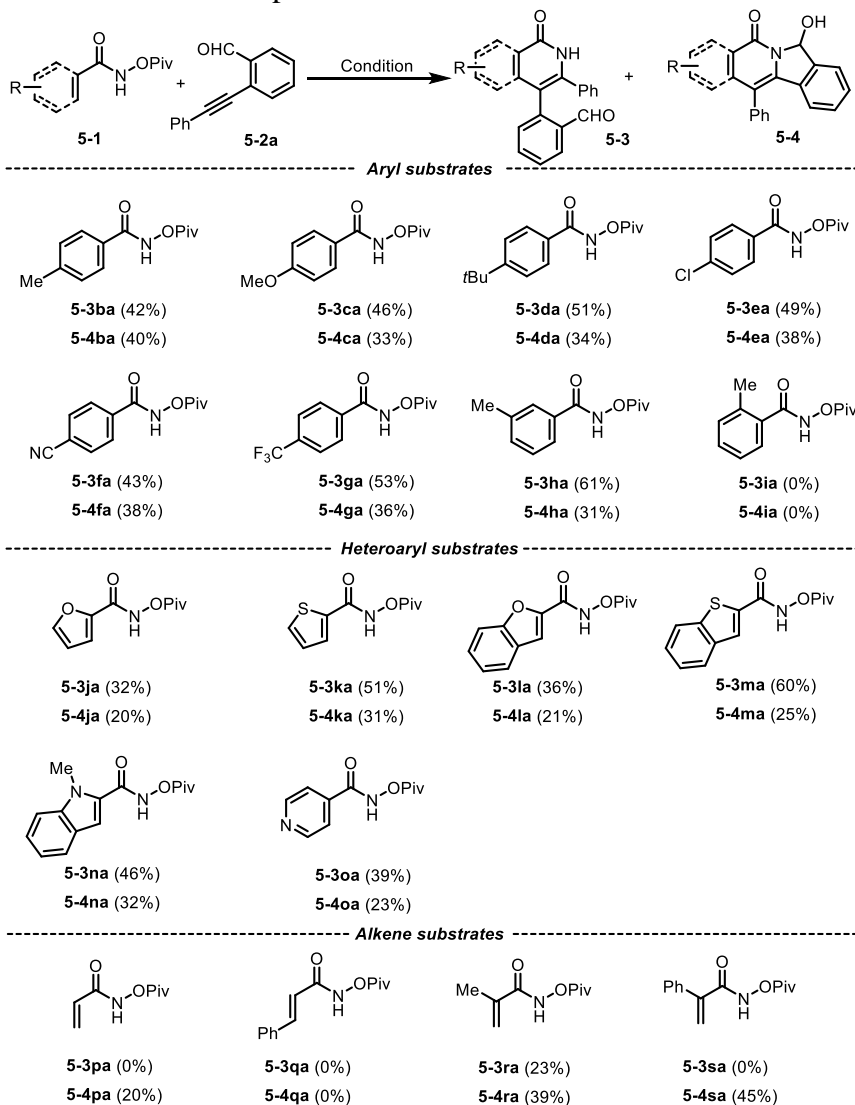 O
N
H
OPiv
R
5-1
+
OHC
Ph
5-2a
Condition
O
NH
R
Ph
CHO
5-3
+
O
OH
N
R
Ph
5-4
Aryl substrates
O
N
H
OPiv
Me
5-3ba (42%)
5-4ba (40%)
O
N
H
OPiv
MeO
5-3ca (46%)
5-4ca (33%)
O
N
H
OPiv
tBu
5-3da (51%)
5-4da (34%)
O
N
H
OPiv
Cl
5-3ea (49%)
5-4ea (38%)
O
N
H
OPiv
NC
5-3fa (43%)
5-4fa (38%)
O
N
H
OPiv
F3C
5-3ga (53%)
5-4ga (36%)
Me
O
N
H
OPiv
5-3ha (61%)
5-4ha (31%)
Me
O
N
H
OPiv
5-3ia (0%)
5-4ia (0%)
Heteroaryl substrates
O
O
N
H
OPiv
5-3ja (32%)
5-4ja (20%)
S
O
N
H
OPiv
5-3ka (51%)
5-4ka (31%)
O
O
N
H
OPiv
5-3la (36%)
5-4la (21%)
S
O
N
H
OPiv
5-3ma (60%)
5-4ma (25%)
Me
N
O
N
H
OPiv
5-3na (46%)
5-4na (32%)
N
O
N
H
OPiv
5-3oa (39%)
5-4oa (23%)
Alkene substrates
O
N
H
OPiv
5-3pa (0%)
5-4pa (20%)
O
N
H
OPiv
Ph
5-3qa (0%)
5-4qa (0%)
Me
O
N
H
OPiv
5-3ra (23%)
5-4ra (39%)
Ph
O
N
H
OPiv
5-3sa (0%)
5-4sa (45%)